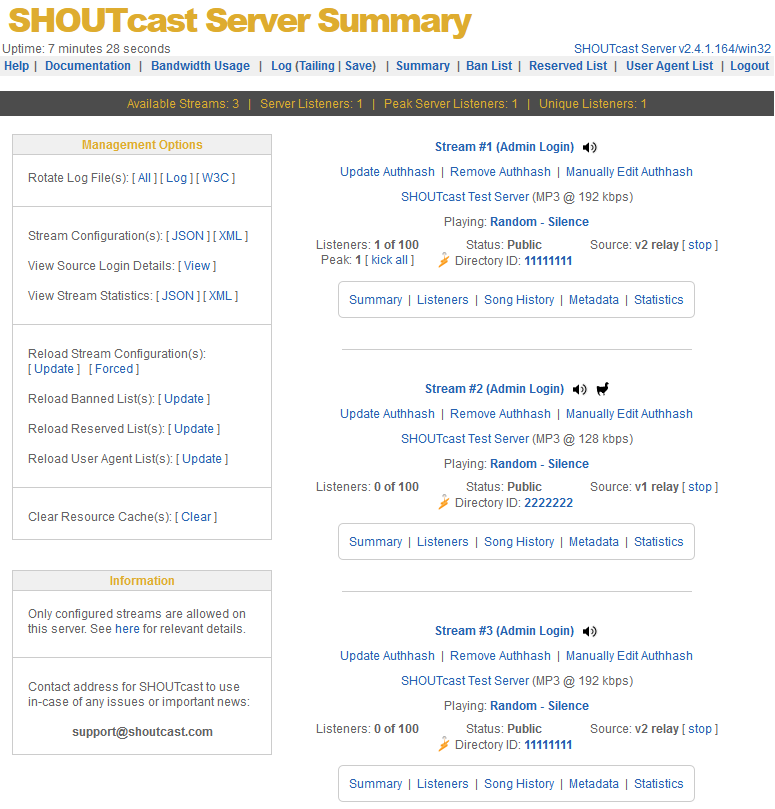 SHOUTcast Server Summary
Uptime: 7 minutes 28 seconds
SHOUTcast Server v2.4.1.164/win32
Help | Documentation | Bandwidth Usage | Log (Tailing | Save) | Summary | Ban List | Reserved List | User Agent List | Logout
Available Streams: 3 | Server Listeners: 1 | Peak Server Listeners: 1 | Unique Listeners: 1
Management Options
Rotate Log File(s): [ All ] [ Log ] [ W3C ]
Stream Configuration(s): [ JSON ] [ XML ]
View Source Login Details: [ View ]
View Stream Statistics: [ JSON ] [ XML ]
Reload Stream Configuration(s):
[ Update ] [ Forced ]
Reload Banned List(s): [ Update ]
Reload Reserved List(s): [ Update ]
Reload User Agent List(s): [ Update ]
Clear Resource Cache(s): [ Clear ]
Information
Only configured streams are allowed on
this server. See here for relevant details.
Contact address for SHOUTcast to use
in-case of any issues or important news:
support@shoutcast.com
Stream #1 (Admin Login)
Update Authhash | Remove Authhash | Manually Edit Authhash
SHOUTcast Test Server (MP3 @ 192 kbps)
Playing: Random - Silence
Listeners: 1 of 100 Status: Public Source: v2 relay [ stop ]
Peak: 1 [ kick all ] Directory ID: 11111111
Summary | Listeners | Song History | Metadata | Statistics
Stream #2 (Admin Login)
Update Authhash | Remove Authhash | Manually Edit Authhash
SHOUTcast Test Server (MP3 @ 128 kbps)
Playing: Random - Silence
Listeners: 0 of 100 Status: Public Source: v1 relay [ stop ]
Directory ID: 2222222
Summary | Listeners | Song History | Metadata | Statistics
Stream #3 (Admin Login)
Update Authhash | Remove Authhash | Manually Edit Authhash
SHOUTcast Test Server (MP3 @ 192 kbps)
Playing: Random - Silence
Listeners: 0 of 100 Status: Public Source: v2 relay [ stop ]
Directory ID: 11111111
Summary | Listeners | Song History | Metadata | Statistics